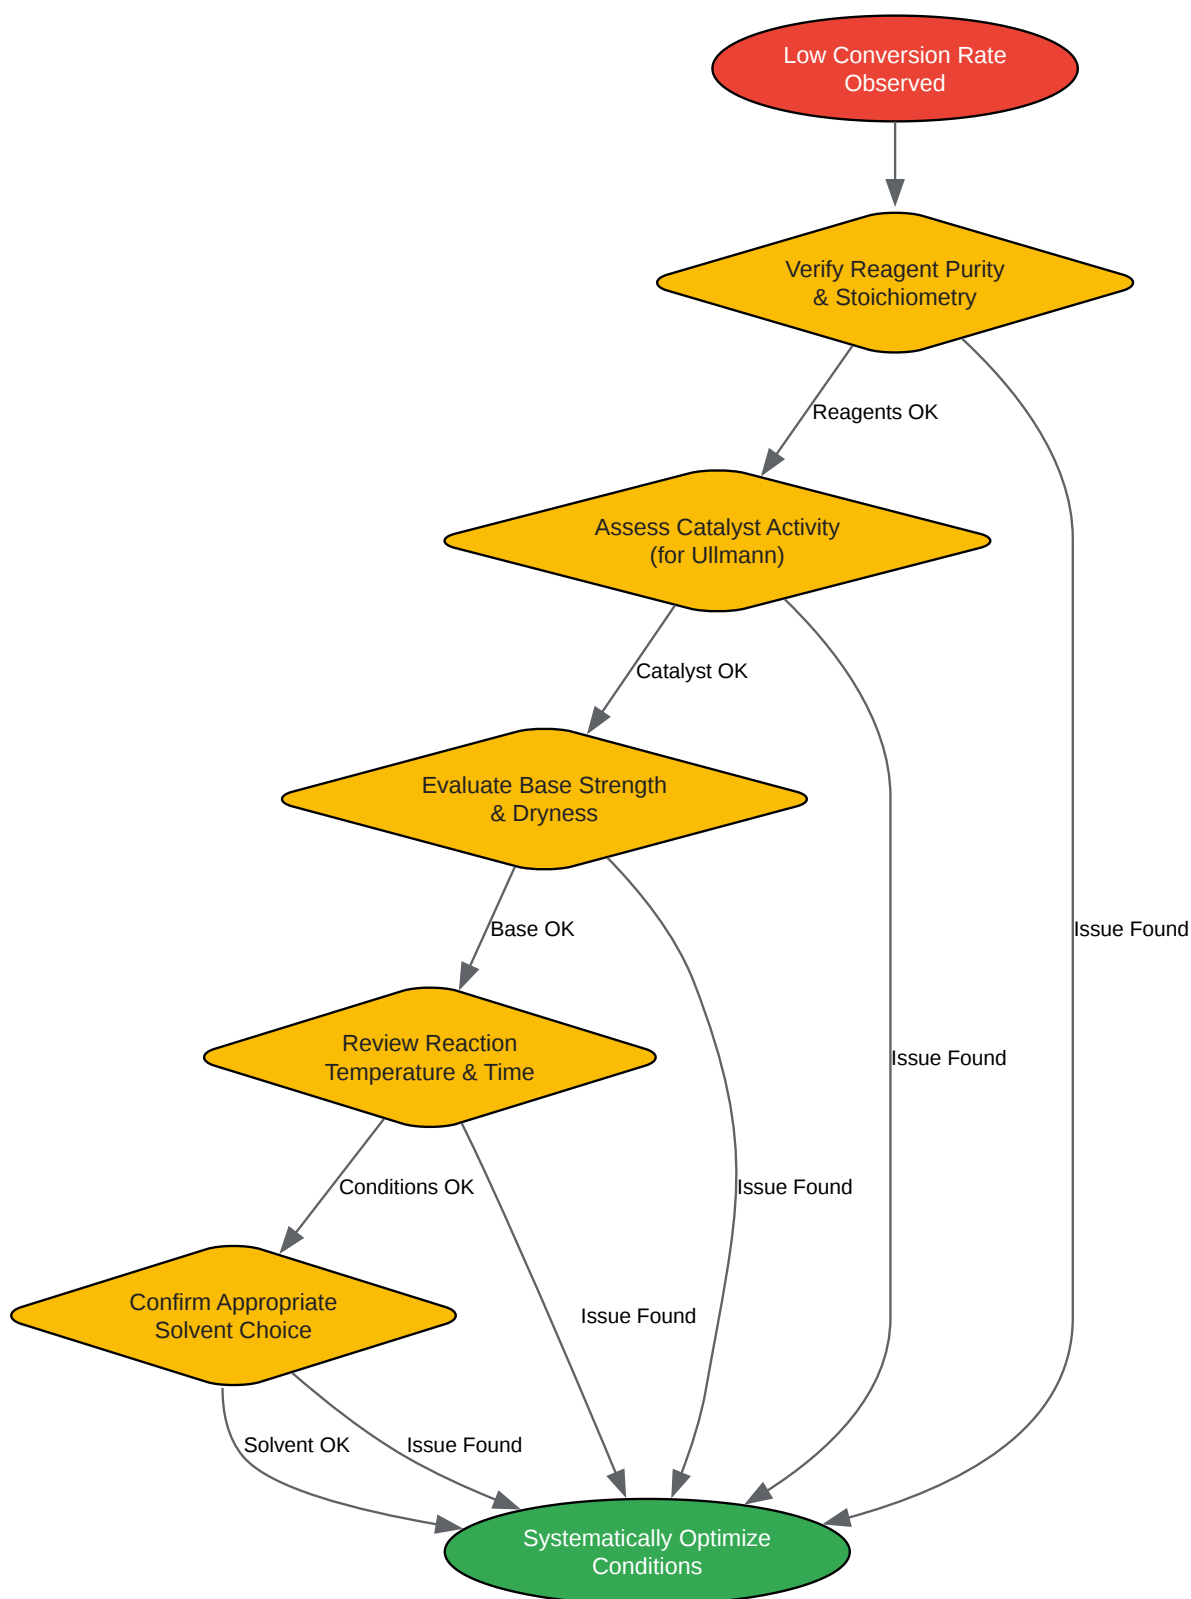 Low Conversion Rate
Observed
Verify Reagent Purity
& Stoichiometry
Reagents OK
Assess Catalyst Activity
(for Ullmann)
Catalyst OK
Evaluate Base Strength
& Dryness
Base OK
Issue Found
Review Reaction
Temperature & Time
Issue Found
Conditions OK
Issue Found
Confirm Appropriate
Solvent Choice
Issue Found
Solvent OK
Issue Found
Systematically Optimize
Conditions